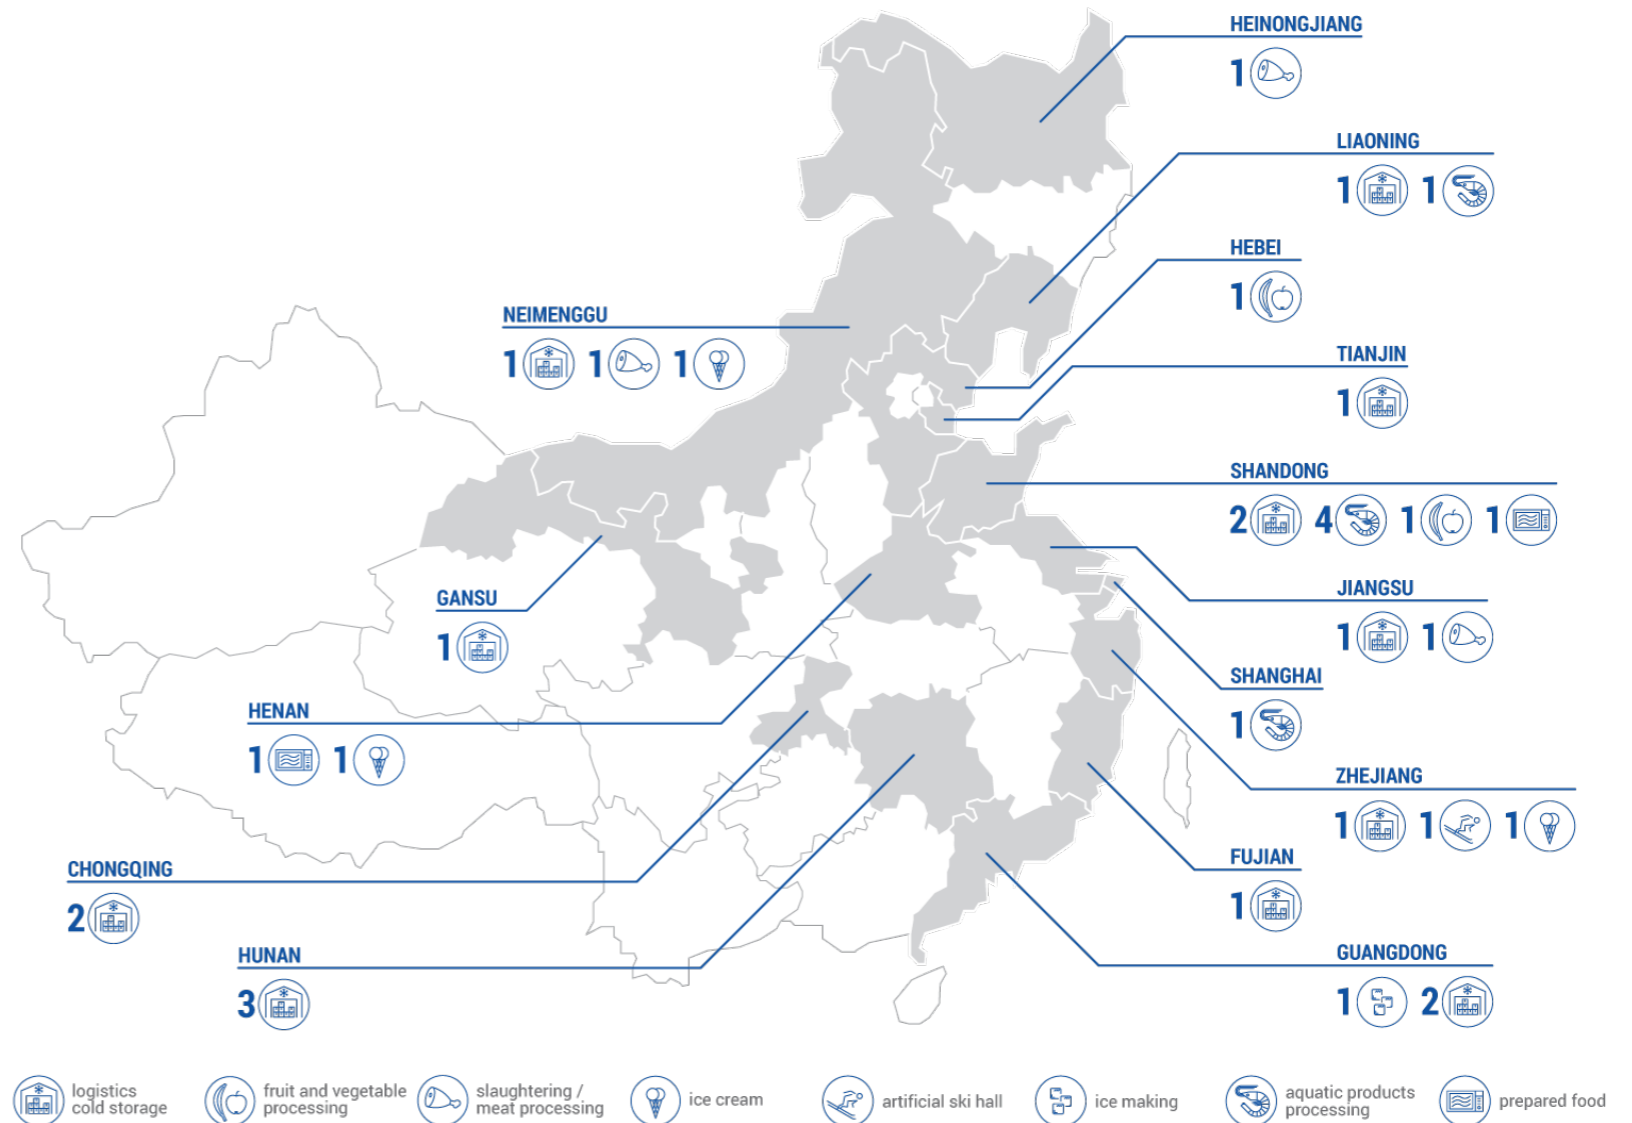 HEINONGJIANG
1
LIAONING
1 1
HEBEI
1
NEIMENGGU
1 1 1
TIANJIN
1
SHANDONG
2 4 1 1
GANSU
1
JIANGSU
1 1
SHANGHAI
1
HENAN
1 1
ZHEJIANG
1 1 1
CHONGQING
2
FUJIAN
1
HUNAN
3
GUANGDONG
1 2
logistics
cold storage
fruit and vegetable
processing
slaughtering /
meat processing
ice cream
artificial ski hall
ice making
aquatic products
processing
prepared food